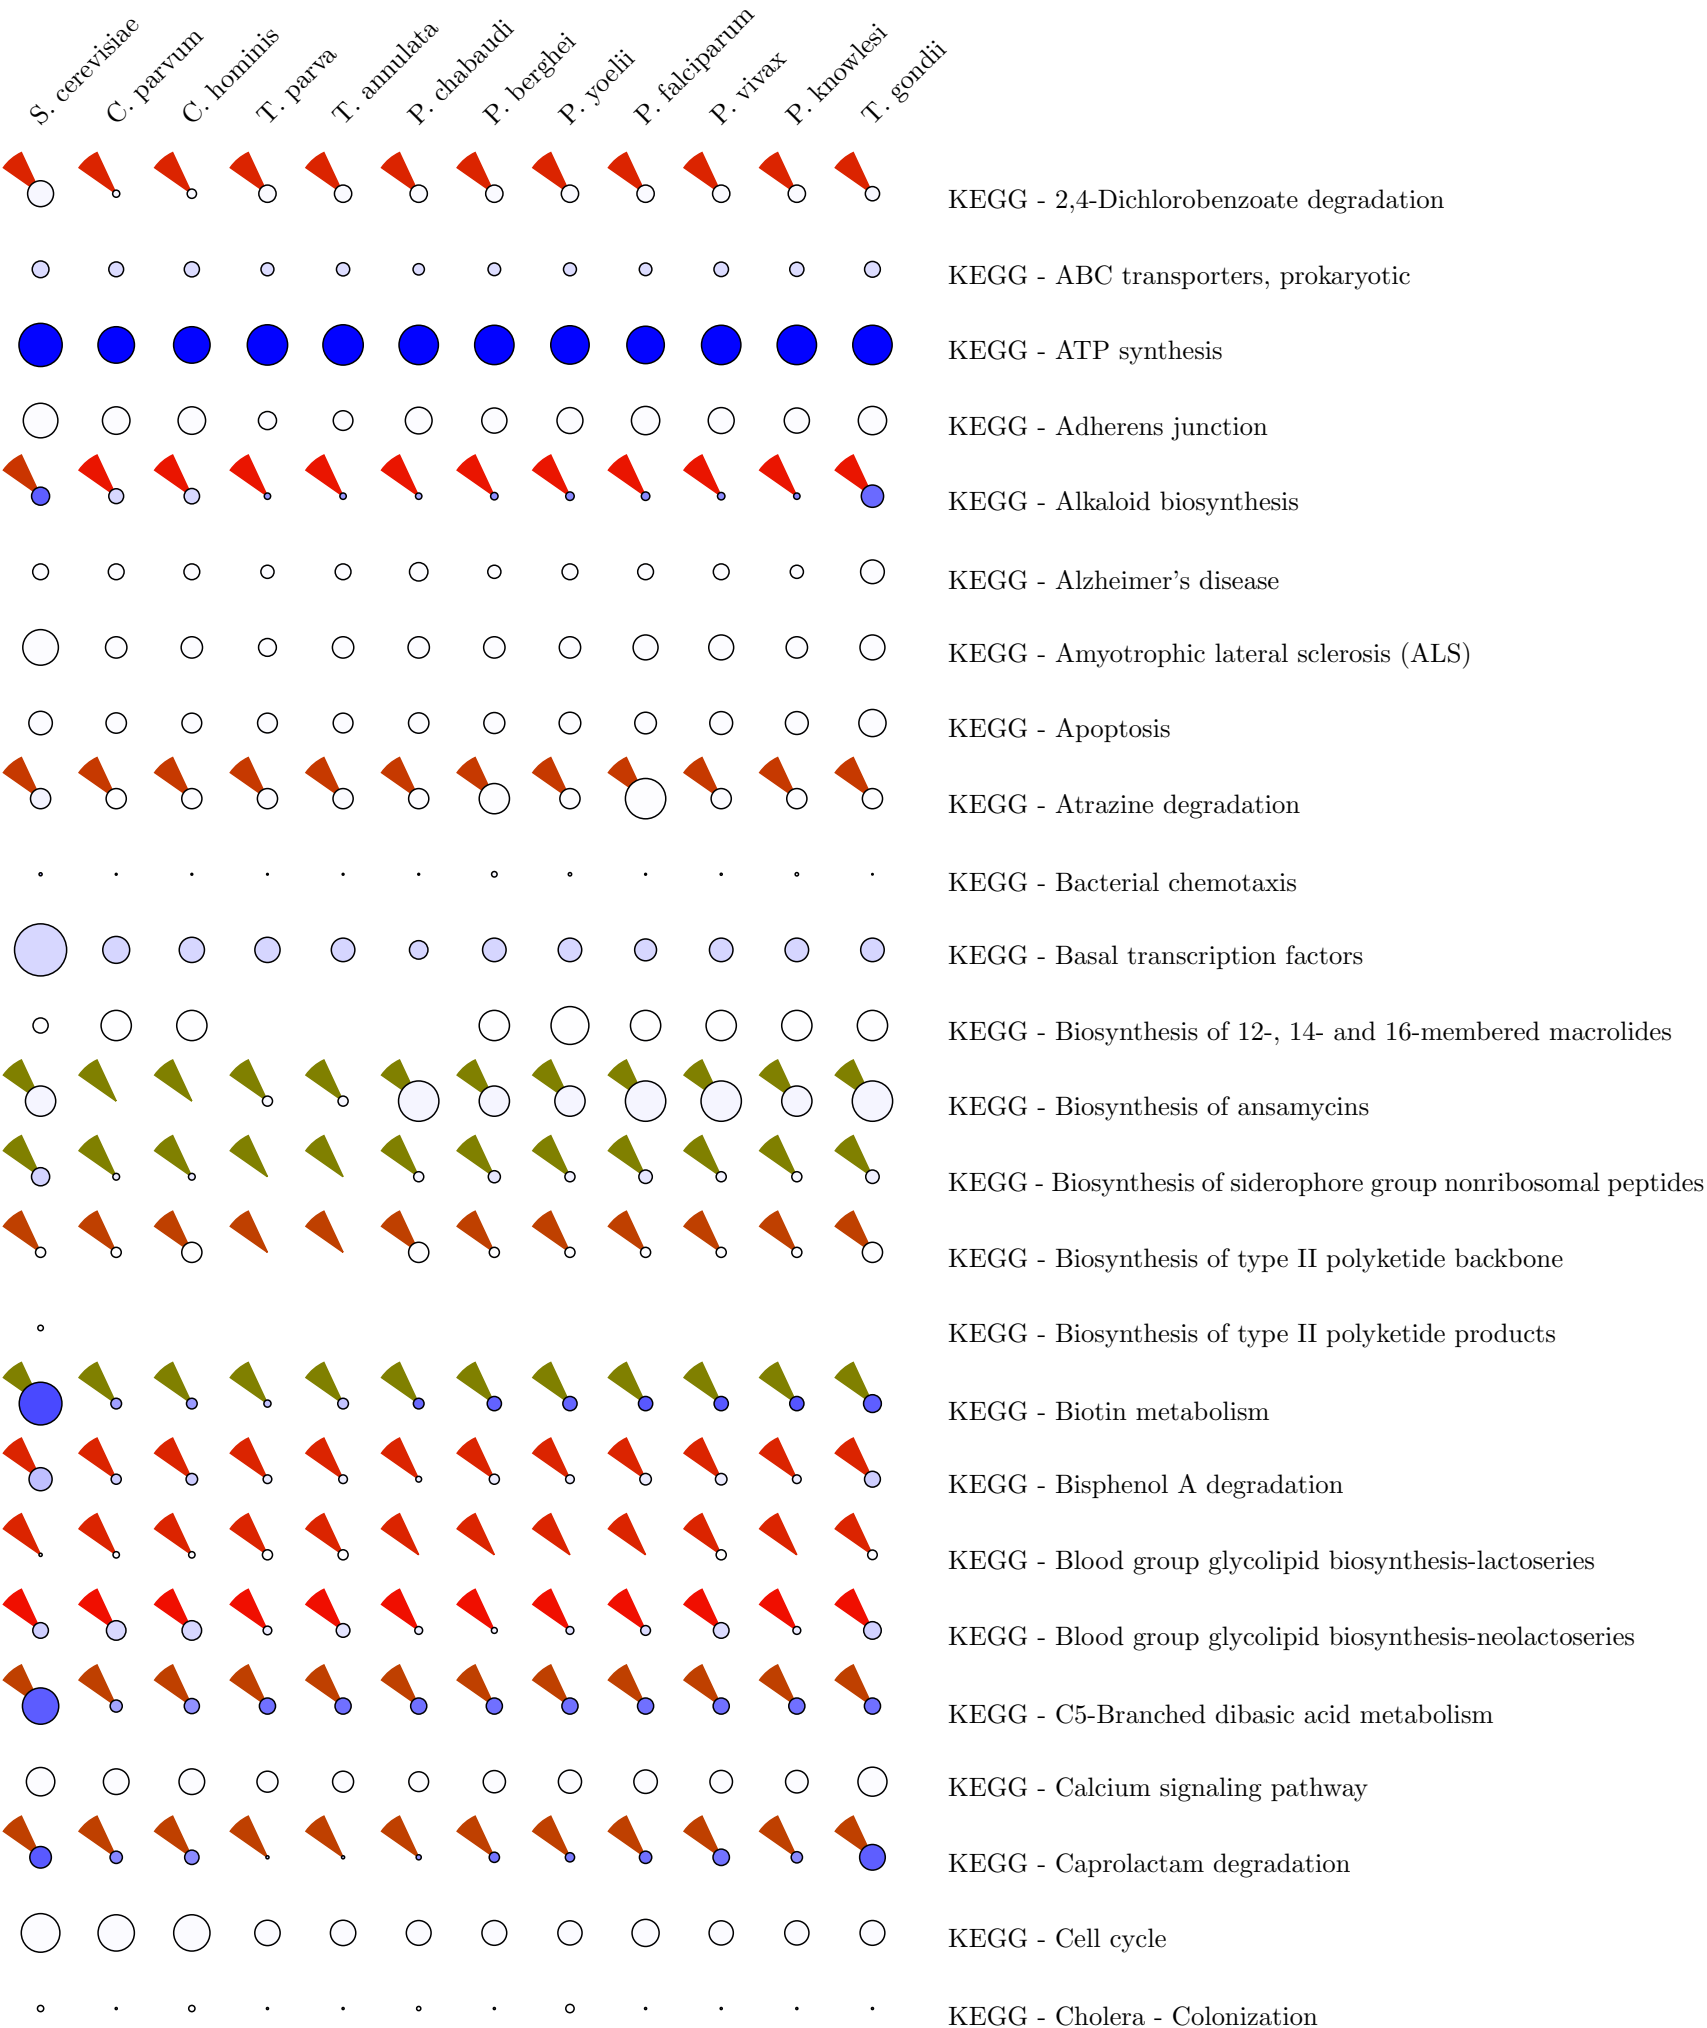 S. cerevisiae
C. parvum
C. hominis
T. parva
T. annulata
P. chabaudi
P. berghei
P. yoelii
P. falciparum
P. vivax
P. knowlesi
T. gondii
KEGG - 2,4-Dichlorobenzoate degradation
KEGG - ABC transporters, prokaryotic
KEGG - ATP synthesis
KEGG - Adherens junction
KEGG - Alkaloid biosynthesis
KEGG - Alzheimer's disease
KEGG - Amyotrophic lateral sclerosis (ALS)
KEGG - Apoptosis
KEGG - Atrazine degradation
KEGG - Bacterial chemotaxis
KEGG - Basal transcription factors
KEGG - Biosynthesis of 12-, 14- and 16-membered macrolides
KEGG - Biosynthesis of ansamycins
KEGG - Biosynthesis of siderophore group nonribosomal peptides
KEGG - Biosynthesis of type II polyketide backbone
KEGG - Biosynthesis of type II polyketide products
KEGG - Biotin metabolism
KEGG - Bisphenol A degradation
KEGG - Blood group glycolipid biosynthesis-lactoseries
KEGG - Blood group glycolipid biosynthesis-neolactoseries
KEGG - C5-Branched dibasic acid metabolism
KEGG - Calcium signaling pathway
KEGG - Caprolactam degradation
KEGG - Cell cycle
KEGG - Cholera - Colonization